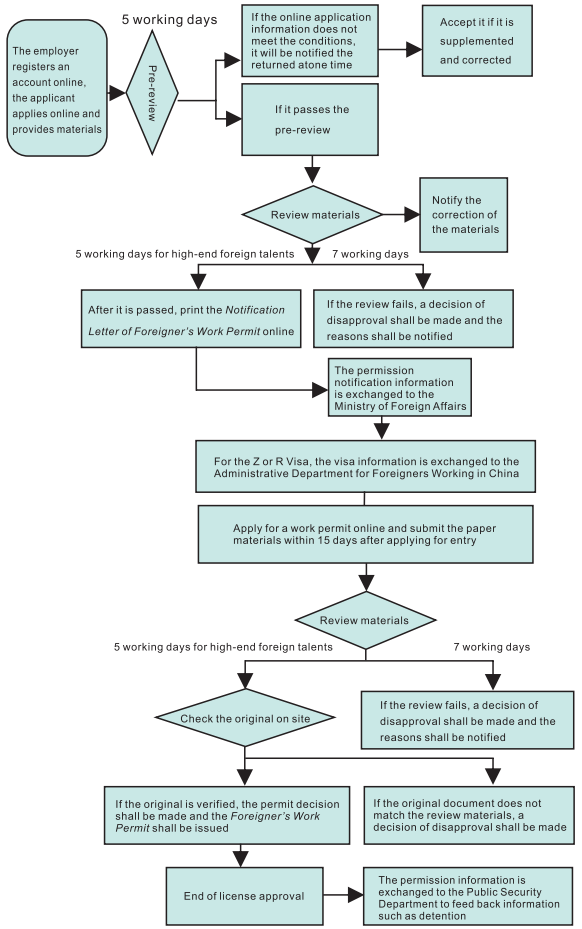 5 working days
The employer
registers an
account online,
the applicant
applies online and
provides materials
Pre-review
If the online application
information does not
meet the conditions,
it will be notified the
returned atone time
Accept it if it is
supplemented
and corrected
If it passes the
pre-review
Review materials
Notify the
correction of
the materials
5 working days for high-end foreign talents
7 working days
After it is passed, print the Notification
Letter of Foreigner's Work Permit online
If the review fails, a decision of
disapproval shall be made and the
reasons shall be notified
The permission
notification information
is exchanged to the
Ministry of Foreign Affairs
For the Z or R Visa, the visa information is exchanged to the
Administrative Department for Foreigners Working in China
Apply for a work permit online and submit the paper
materials within 15 days after applying for entry
Review materials
5 working days for high-end foreign talents
7 working days
Check the original on site
If the review fails, a decision of
disapproval shall be made and the
reasons shall be notified
If the original is verified, the permit decision
shall be made and the Foreigner's Work
Permit shall be issued
If the original document does not
match the review materials, a
decision of disapproval shall be made
End of license approval
The permission information is
exchanged to the Public Security
Department to feed back information
such as detention